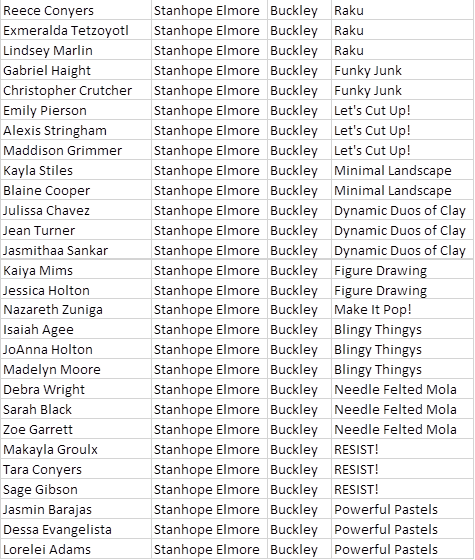 Reece Conyers Stanhope Elmore Buckley Raku
Exmeralda Tetzoyotl Stanhope Elmore Buckley Raku
Lindsey Marlin Stanhope Elmore Buckley Raku
Gabriel Haight Stanhope Elmore Buckley Funky Junk
Christopher Crutcher Stanhope Elmore Buckley Funky Junk
Emily Pierson Stanhope Elmore Buckley Let's Cut Up!
Alexis Stringham Stanhope Elmore Buckley Let's Cut Up!
Maddison Grimmer Stanhope Elmore Buckley Let's Cut Up!
Kayla Stiles Stanhope Elmore Buckley Minimal Landscape
Blaine Cooper Stanhope Elmore Buckley Minimal Landscape
Julissa Chavez Stanhope Elmore Buckley Dynamic Duos of Clay
Jean Turner Stanhope Elmore Buckley Dynamic Duos of Clay
Jasmithaa Sankar Stanhope Elmore Buckley Dynamic Duos of Clay
Kaiya Mims Stanhope Elmore Buckley Figure Drawing
Jessica Holton Stanhope Elmore Buckley Figure Drawing
Nazareth Zuniga Stanhope Elmore Buckley Make It Pop!
Isaiah Agee Stanhope Elmore Buckley Blingy Thingys
JoAnna Holton Stanhope Elmore Buckley Blingy Thingys
Madelyn Moore Stanhope Elmore Buckley Blingy Thingys
Debra Wright Stanhope Elmore Buckley Needle Felted Mola
Sarah Black Stanhope Elmore Buckley Needle Felted Mola
Zoe Garrett Stanhope Elmore Buckley Needle Felted Mola
Makayla Groulx Stanhope Elmore Buckley RESIST!
Tara Conyers Stanhope Elmore Buckley RESIST!
Sage Gibson Stanhope Elmore Buckley RESIST!
Jasmin Barajas Stanhope Elmore Buckley Powerful Pastels
Dessa Evangelista Stanhope Elmore Buckley Powerful Pastels
Lorelei Adams Stanhope Elmore Buckley Powerful Pastels